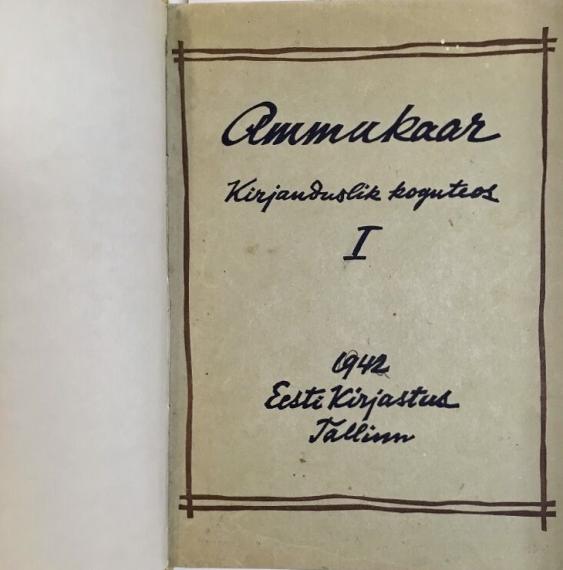 Ammukaar
Kirjanduslik koguteos
I
1942
Eesti Kirjastus
Tallinn